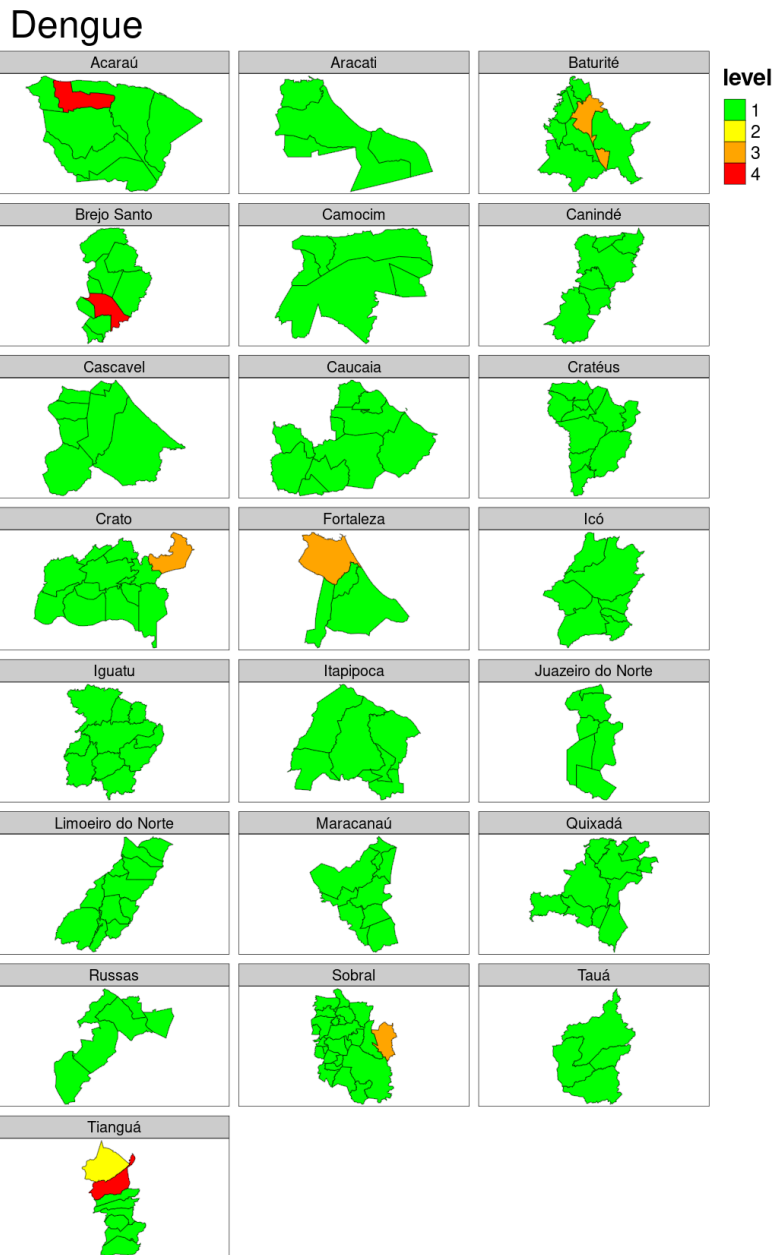 Dengue
Acaraú
Aracati
Baturité
level
1
2
3
4
Brejo Santo
Camocim
Canindé
Cascavel
Caucaia
Cratéus
Crato
Fortaleza
Icó
Iguatu
Itapipoca
Juazeiro do Norte
Limoeiro do Norte
Maracanaú
Quixadá
Russas
Sobral
Tauá
Tianguá